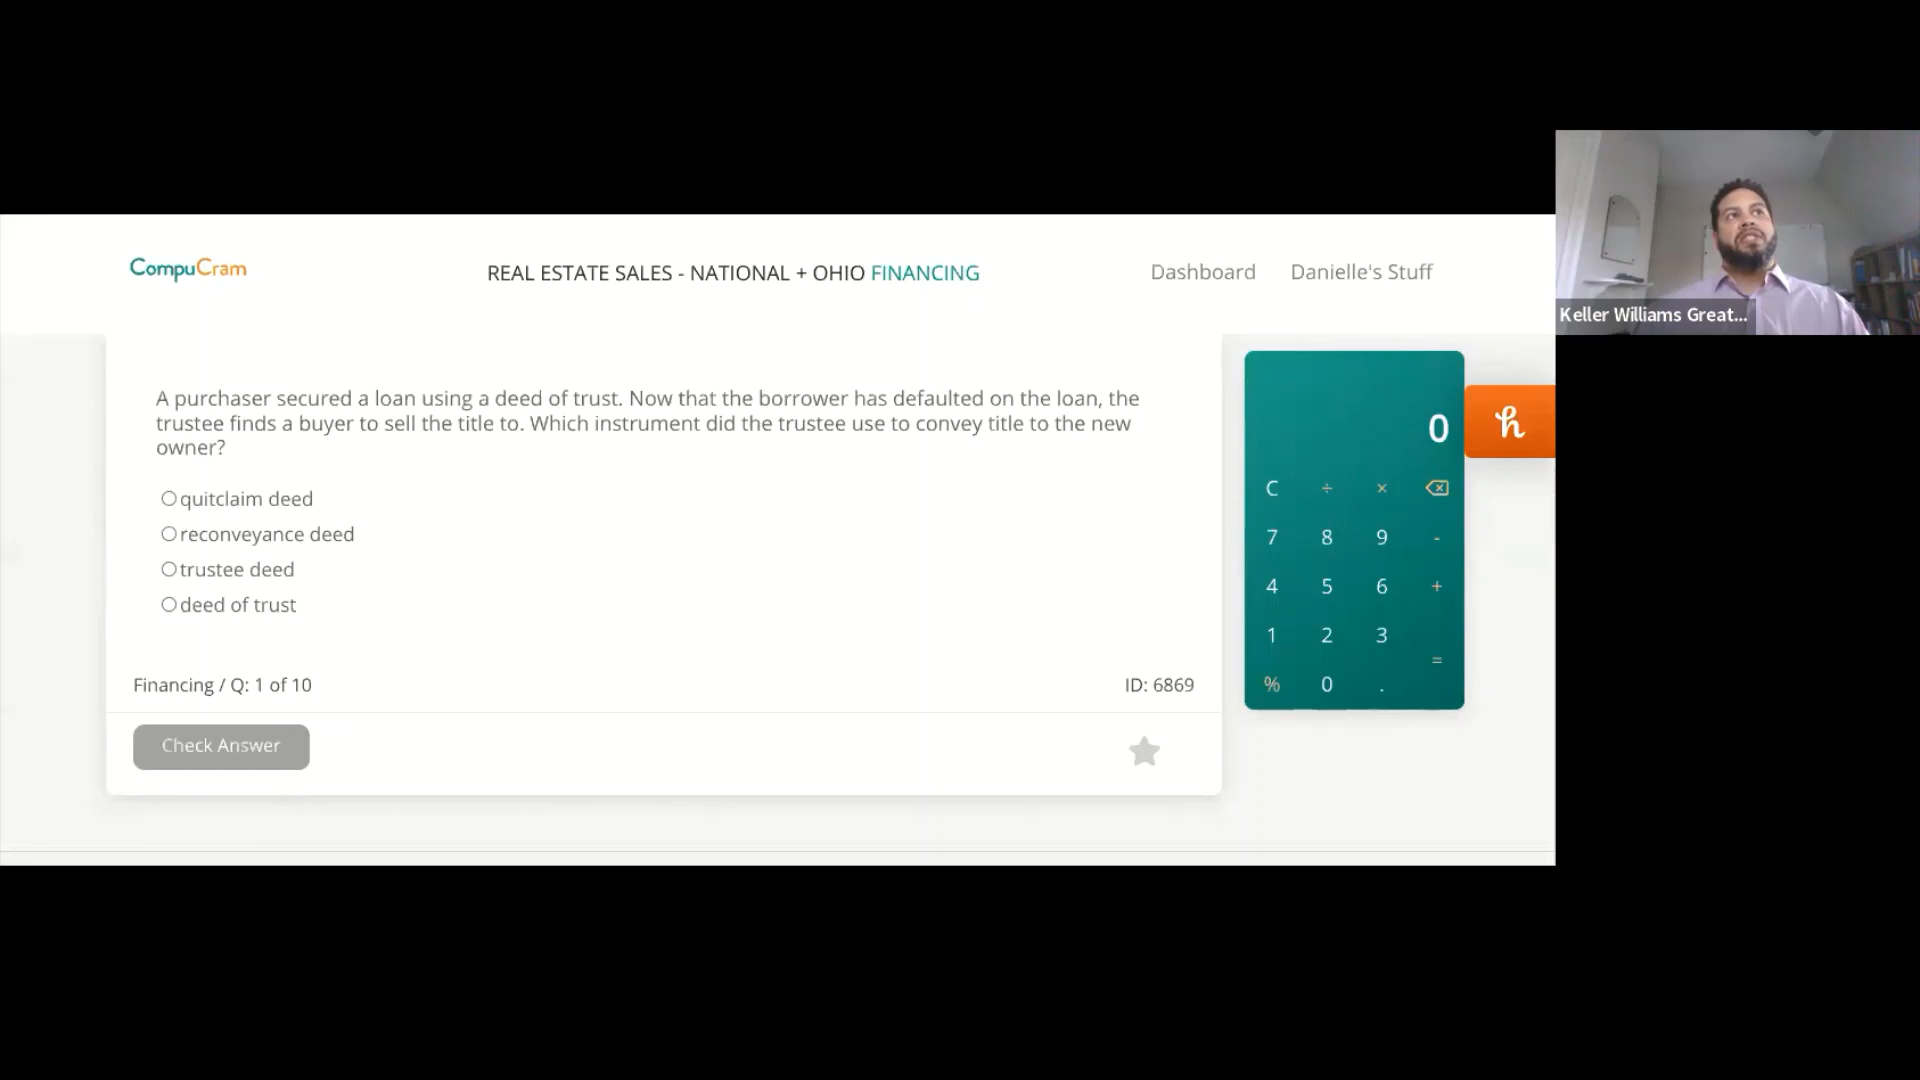 CompuCram
REAL ESTATE SALES - NATIONAL + OHIO FINANCING
Dashboard
Danielle's Stuff
Keller Williams Great...
A purchaser secured a loan using a deed of trust. Now that the borrower has defaulted on the loan, the
trustee finds a buyer to sell the title to. Which instrument did the trustee use to convey title to the new
owner?
quitclaim deed
reconveyance deed
trustee deed
deed of trust
Financing / Q: 1 of 10
ID: 6869
Check Answer
0
h
C ÷ ×
7 8 9 -
4 5 6 +
1 2 3
=
% 0 .